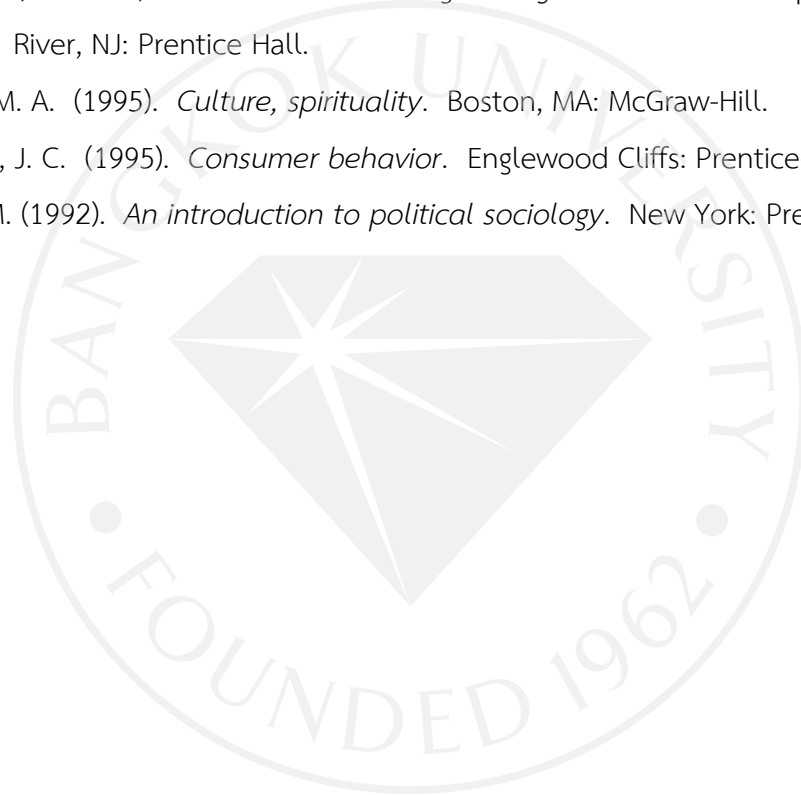 River, NJ: Prentice Hall.
M. A. (1995). Culture, spirituality. Boston, MA: McGraw-Hill.
, J. C. (1995). Consumer behavior. Englewood Cliffs: Prentice
. (1992). An introduction to political sociology. New York:
BANGKOK UNIVERSITY
FOUNDED 1962